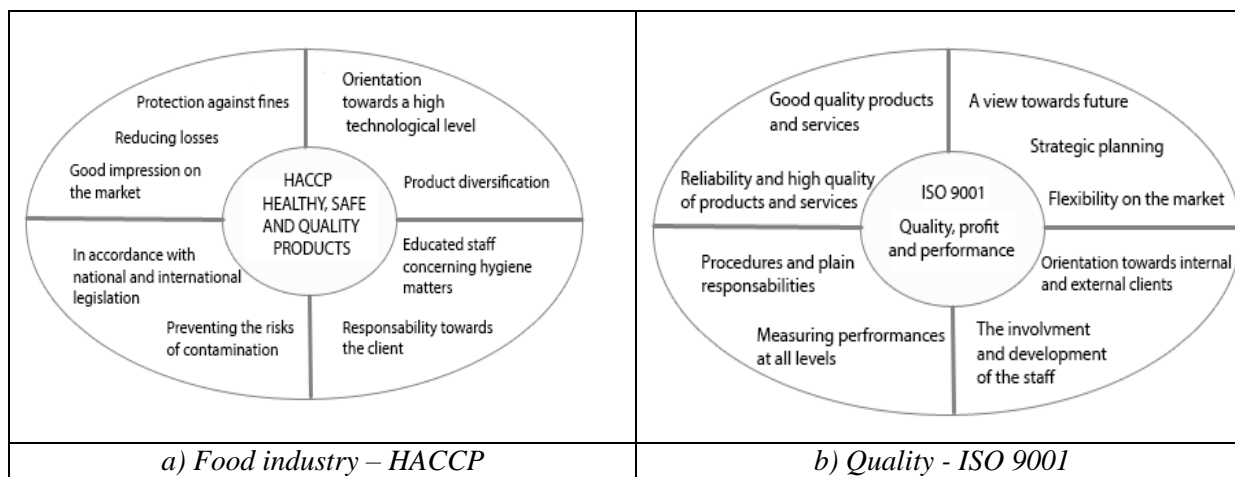 Protection against fines
Reducing losses
Good impression on
the market
Orientation
towards a high
technological level
Product diversification
HACCP
HEALTHY, SAFE
AND QUALITY
PRODUCTS
In accordance with
national and international
legislation
Preventing the risks
of contamination
Educated staff
concerning hygiene
matters
Responsability towards
the client
a) Food industry – HACCP
Good quality products
and services
Reliability and high quality
of products and services
A view towards future
Strategic planning
Flexibility on the market
ISO 9001
Quality, profit
and performance
Procedures and plain
responsabilities
Measuring performances
at all levels
Orientation towards internal
and external clients
The involvment
and development
of the staff
b) Quality - ISO 9001